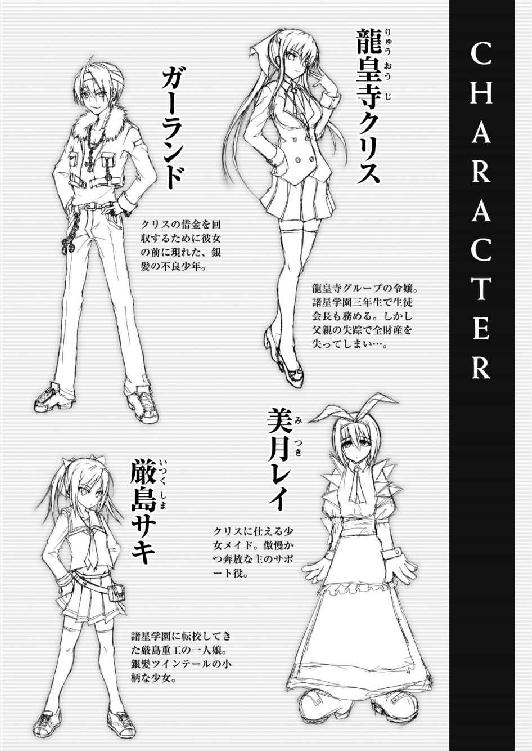 CHARACTER
りゅうおうじ
龍皇寺クリス
龍皇寺グループの令嬢。
諸星学園三年生で生徒
会長も務める。しかし
父親の失踪で全財産を
失ってしまい…。
ガーランド
クリスの借金を回
収するために彼女
の前に現れた、銀
髪の不良少年。
みつき
美月レイ
クリスに仕える少
女メイド。傲慢か
つ奔放な主のサポ
ート役。
いつくしま
厳島サキ
諸星学園に転校してき
た厳島重工の一人娘。
銀髪ツインテールの小
柄な少女。